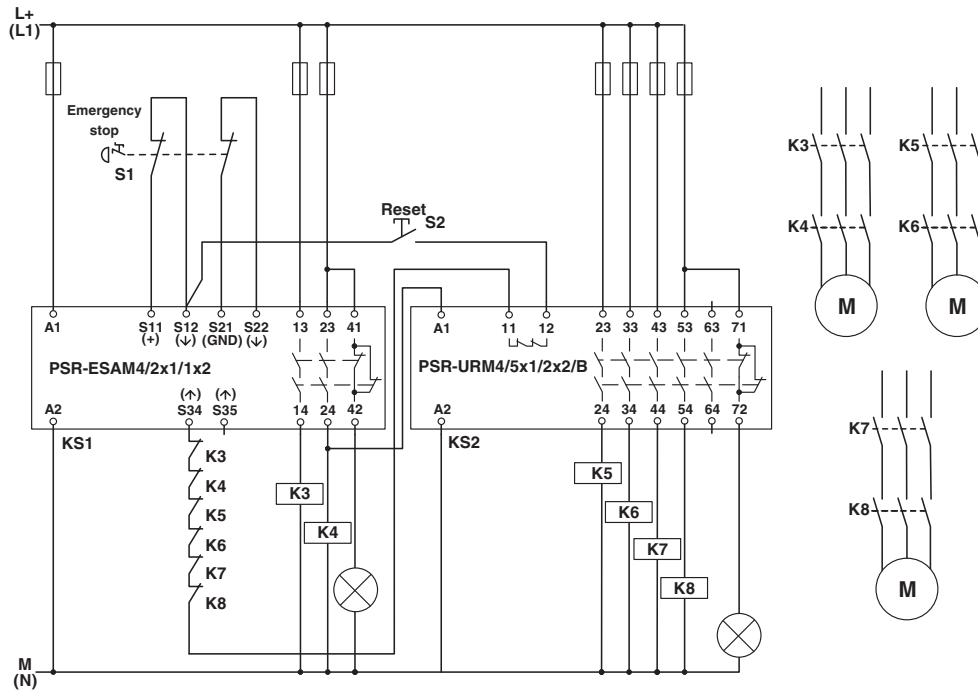 L+
(L1)
Emergency
stop
S1
Reset
S2
K3
K5
K4
K6
M
M
A1
S11
(+)
S12
(↓)
S21
(GND)
S22
(↓)
13
23
41
A1
11
12
23
33
43
53
63
71
PSR-ESAM4/2x1/1x2
PSR-URM4/5x1/2x2/B
A2
(↑)
S34
(↑)
S35
14
24
42
A2
24
34
44
54
64
72
KS1
KS2
K3
K4
K5
K6
K7
K8
K3
K4
K5
K6
K7
K8
K7
K8
M
M
(N)